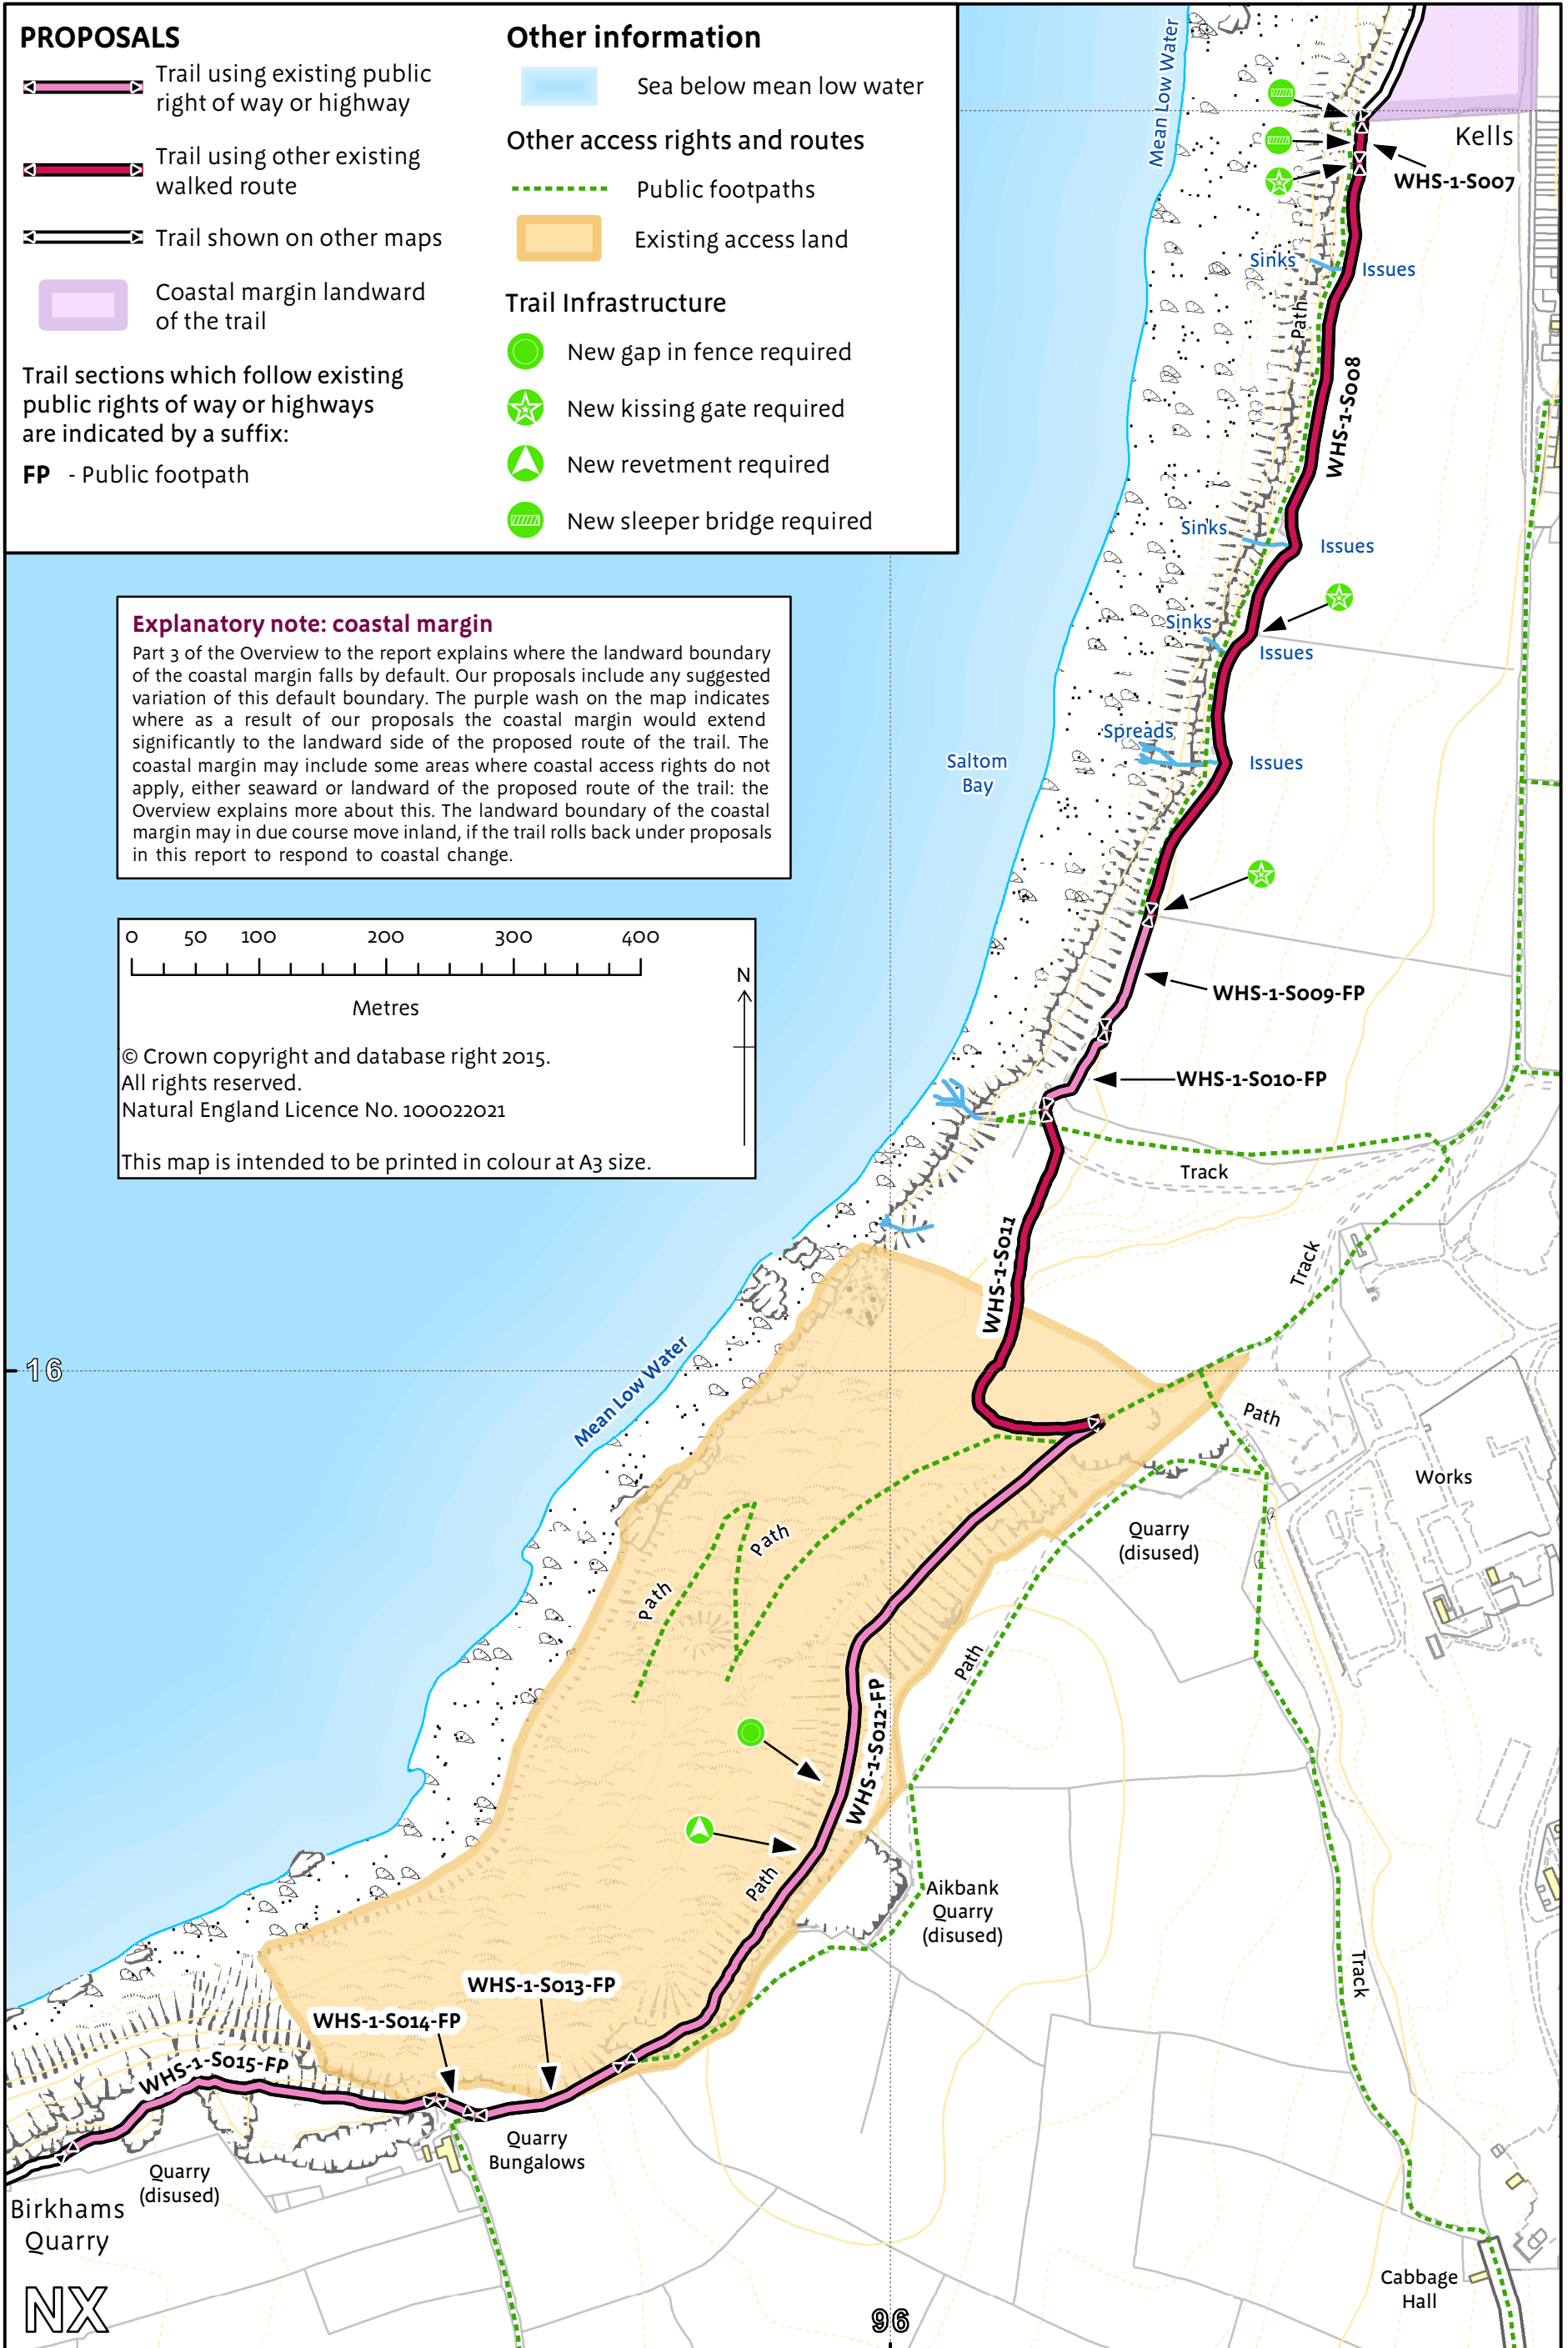 PROPOSALS
Trail using existing public
right of way or highway
Trail using other existing
walked route
Trail shown on other maps
Coastal margin landward
of the trail
Trail sections which follow existing
public rights of way or highways
are indicated by a suffix:
FP - Public footpath
Other information
Sea below mean low water
Other access rights and routes
Public footpaths
Existing access land
Trail Infrastructure
New gap in fence required
New kissing gate required
New revetment required
New sleeper bridge required
Explanatory note: coastal margin
Part 3 of the Overview to the report explains where the landward boundary
of the coastal margin falls by default. Our proposals include any suggested
variation of this default boundary. The purple wash on the map indicates
where as a result of our proposals the coastal margin would extend
significantly to the landward side of the proposed route of the trail. The
coastal margin may include some areas where coastal access rights do not
apply, either seaward or landward of the proposed route of the trail: the
Overview explains more about this. The landward boundary of the coastal
margin may in due course move inland, if the trail rolls back under proposals
in this report to respond to coastal change.
0 50 100 200 300 400
Metres
N
© Crown copyright and database right 2015.
All rights reserved.
Natural England Licence No. 100022021
This map is intended to be printed in colour at A3 size.
Mean Low Water
Kells
WHS-1-S007
Sinks
Issues
Path
WHS-1-S008
Sinks
Issues
Sinks
Issues
Spreads
Issues
Saltom
Bay
WHS-1-S009-FP
WHS-1-S010-FP
Track
WHS-1-S011
Track
16
Mean Low Water
Path
Works
Quarry
(disused)
Path
Path
Path
WHS-1-S012-FP
Path
Aikbank
Quarry
(disused)
Track
WHS-1-S013-FP
WHS-1-S014-FP
WHS-1-S015-FP
Quarry
Bungalows
Quarry
(disused)
Birkhams
Quarry
Cabbage
Hall
NX
96